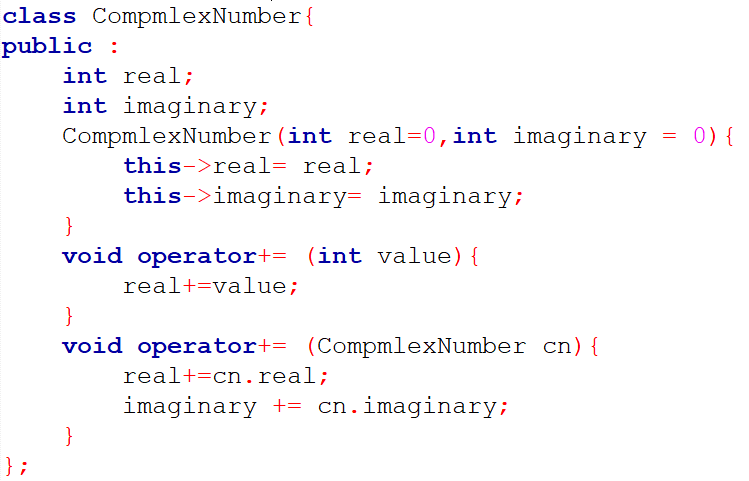 class CompmlexNumber{
public :
    int real;
    int imaginary;
    CompmlexNumber(int real=0,int imaginary = 0){
        this->real= real;
        this->imaginary= imaginary;
    }
    void operator+= (int value){
        real+=value;
    }
    void operator+= (CompmlexNumber cn){
        real+=cn.real;
        imaginary += cn.imaginary;
    }
};